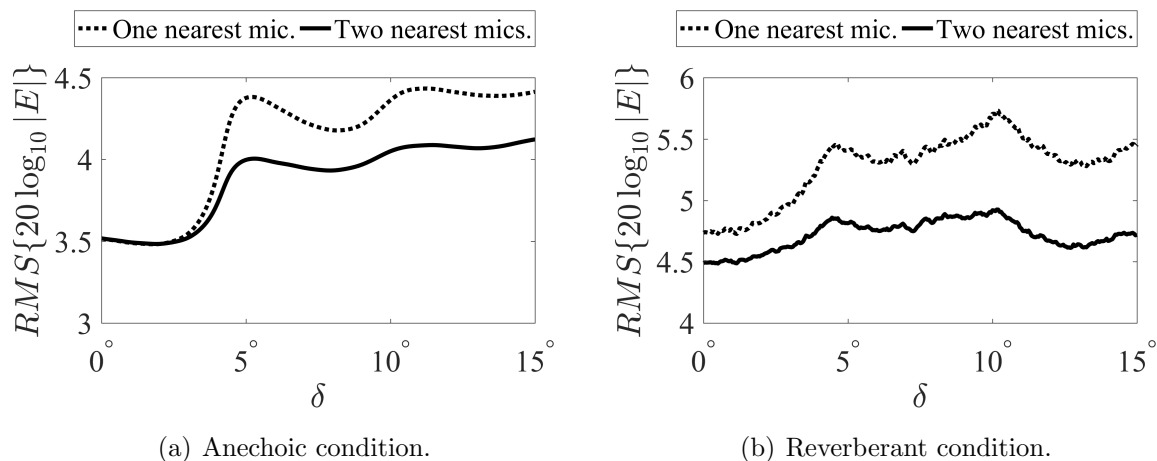 One nearest mic. Two nearest mics.
RMS{20 log₁₀ |E|}
4.5
4
3.5
3
0° 5° 10° 15°
δ
(a) Anechoic condition.
One nearest mic. Two nearest mics.
RMS{20 log₁₀ |E|}
6
5.5
5
4.5
4
0° 5° 10° 15°
δ
(b) Reverberant condition.